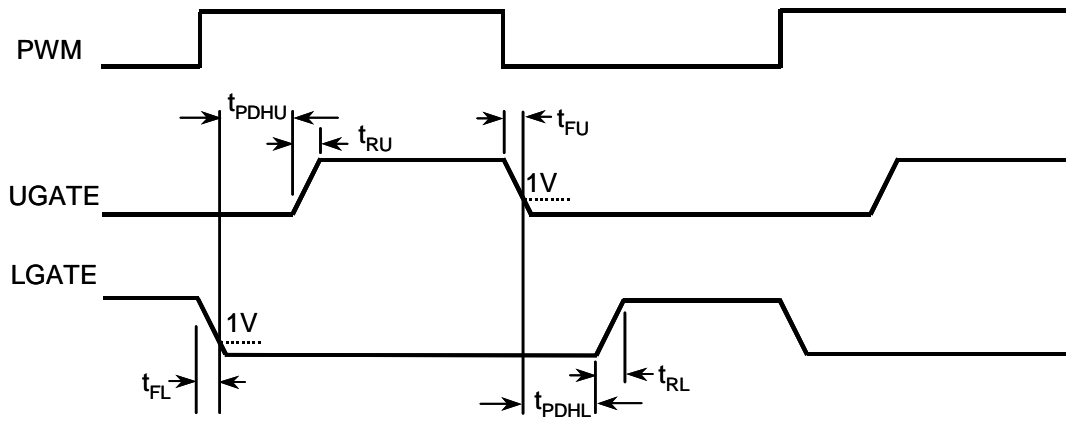 PWM
tPDHU
tRU
tFU
1V
UGATE
LGATE
1V
tFL
tRL
tPDHL